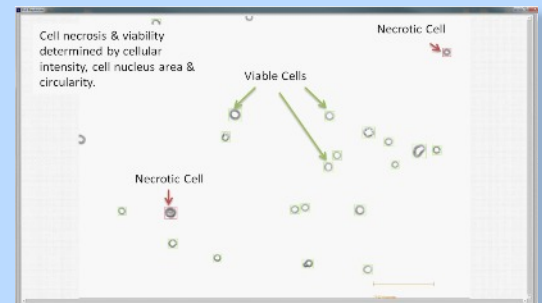 Cell necrosis & viability
determined by cellular
intensity, cell nucleus area &
circularity.
Necrotic Cell
Viable Cells
Necrotic Cell